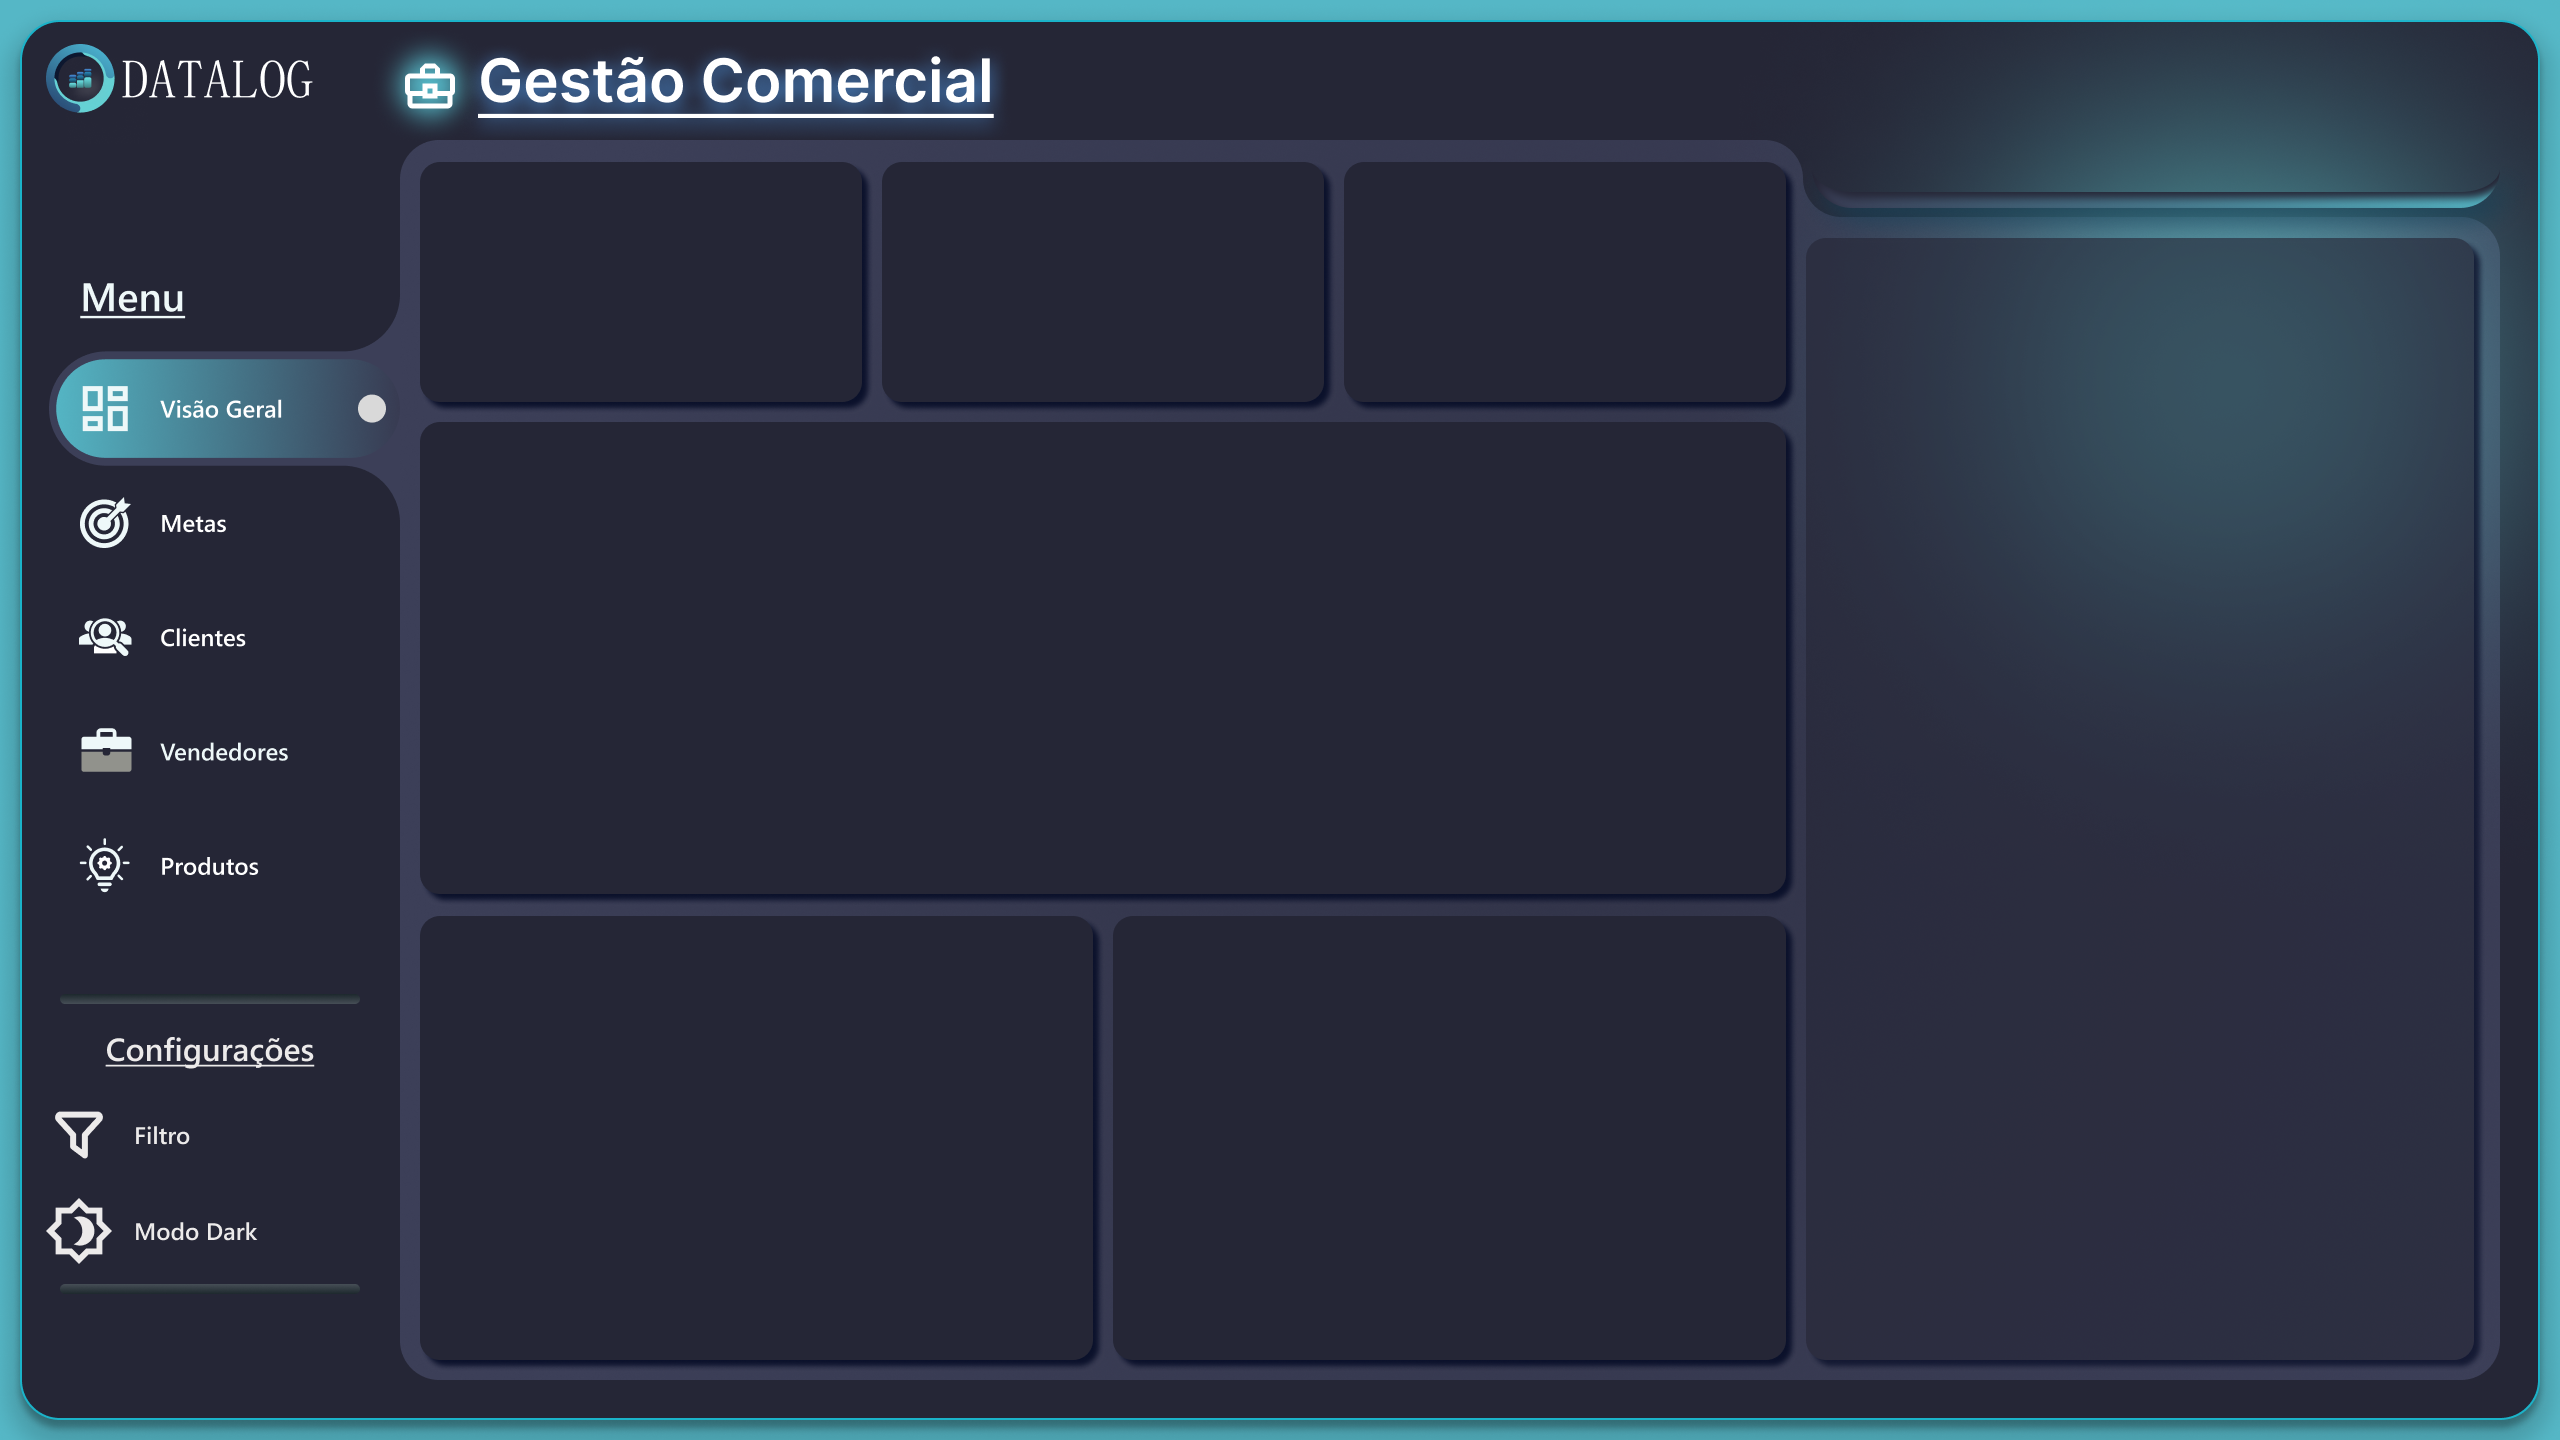 DATALOG
Gestão Comercial
Menu
Visão Geral
Metas
Clientes
Vendedores
Produtos
Configurações
Filtro
Modo Dark